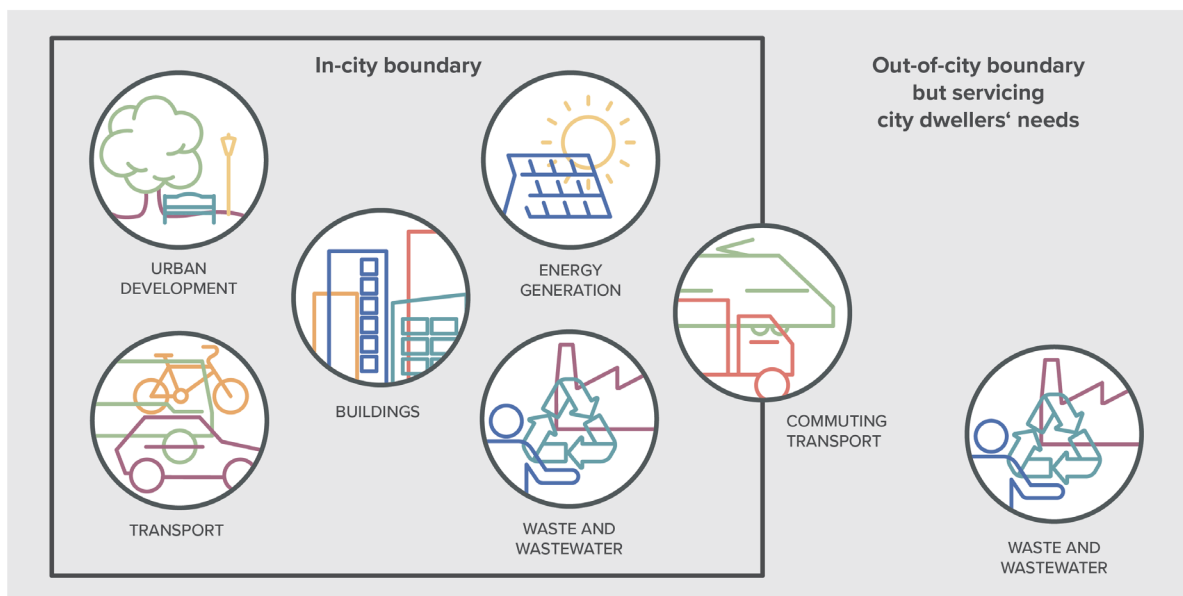 In-city boundary
Out-of-city boundary
but servicing
city dwellers‘ needs
URBAN
DEVELOPMENT
ENERGY
GENERATION
BUILDINGS
COMMUTING
TRANSPORT
TRANSPORT
WASTE AND
WASTEWATER
WASTE AND
WASTEWATER